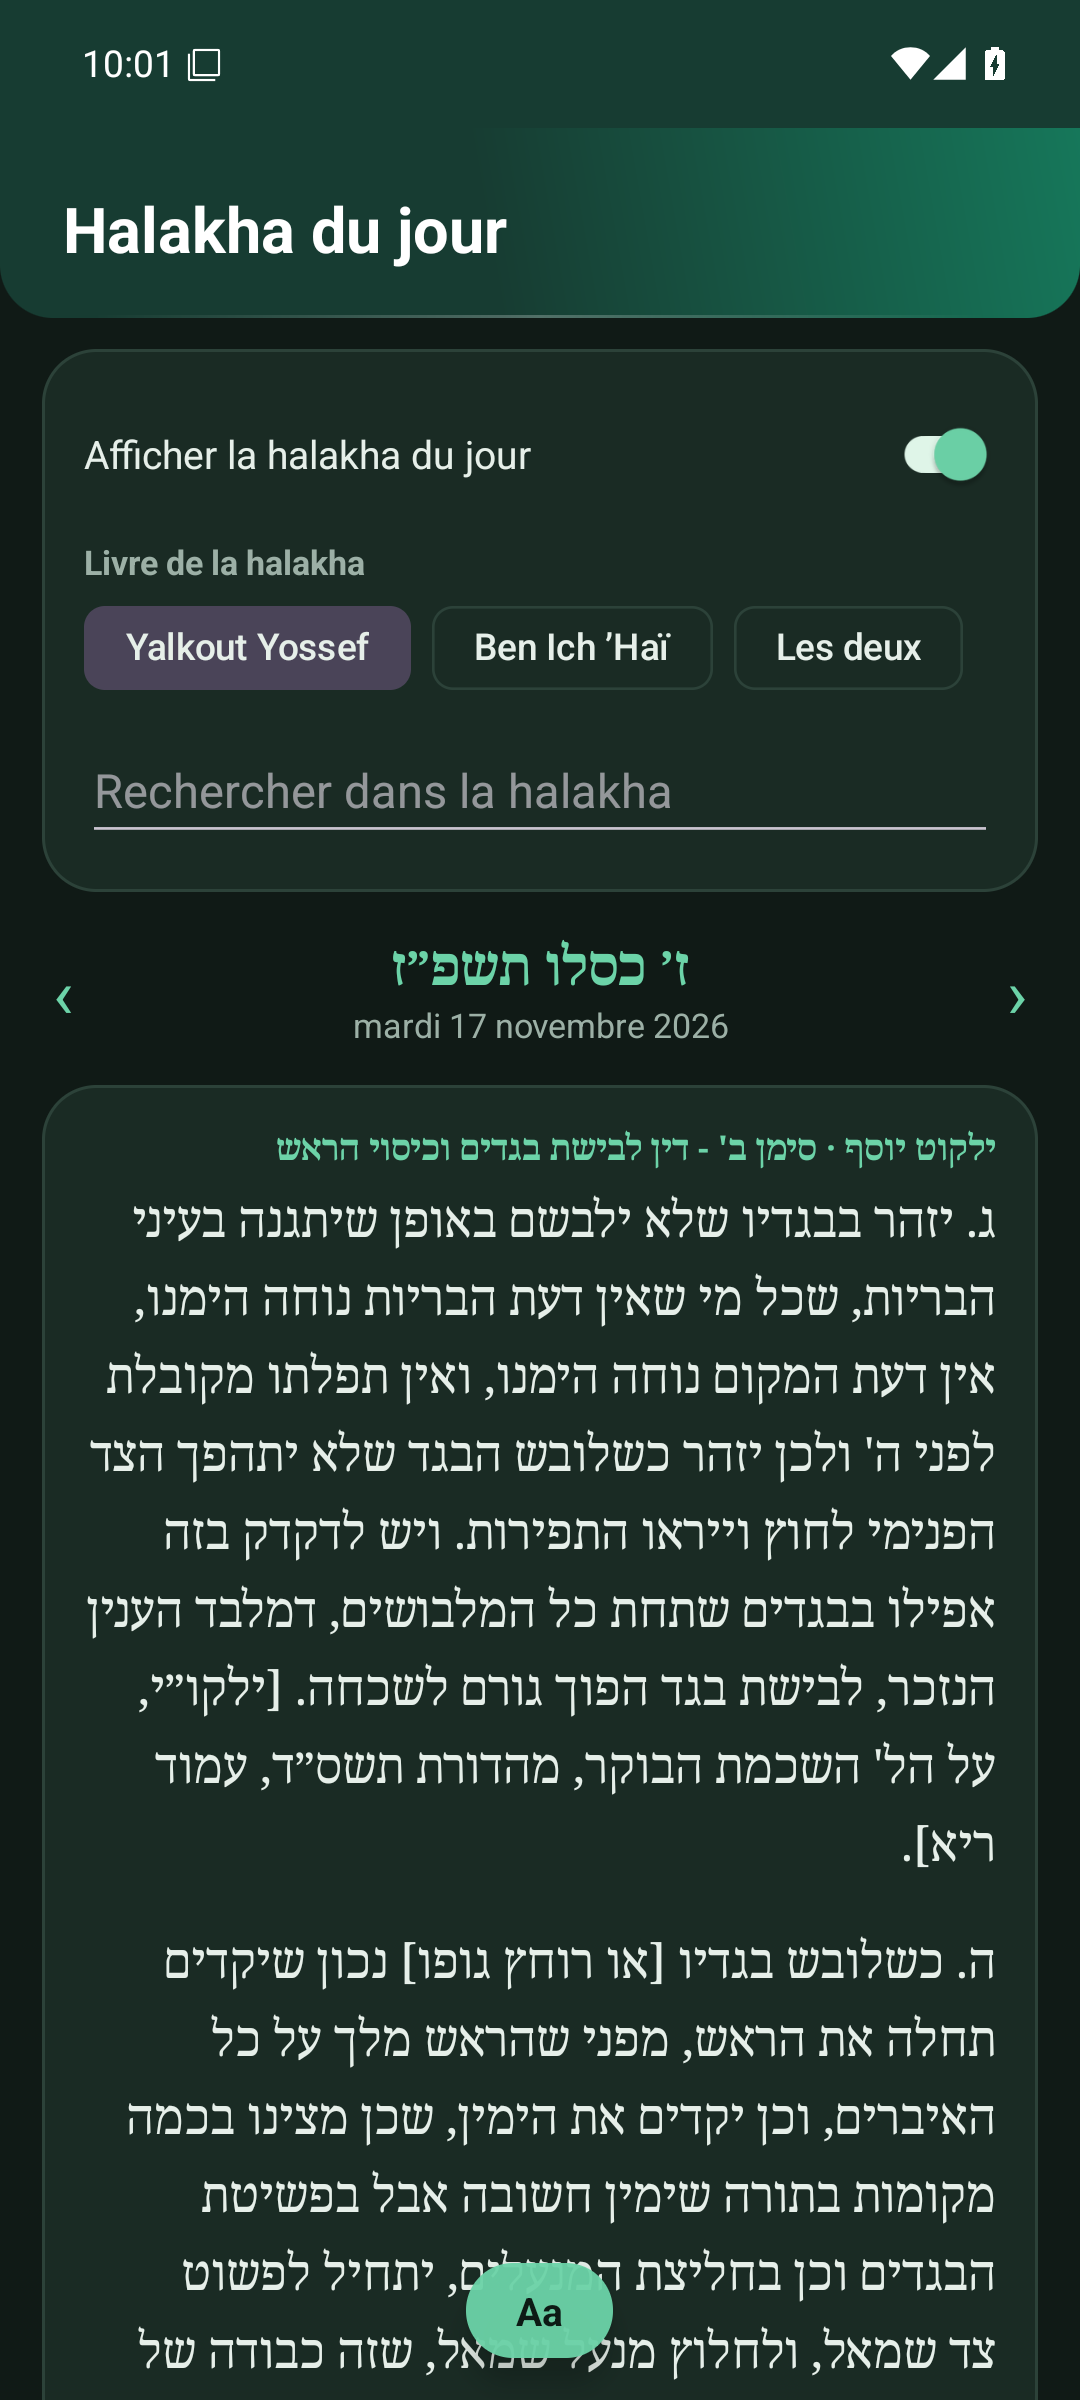 10:01
Halakha du jour
Afficher la halakha du jour
Livre de la halakha
Yalkout Yossef
Ben Ich ’Haï
Les deux
Rechercher dans la halakha
ז׳ כסלו תשפ״ז
‹
›
mardi 17 novembre 2026
ילקוט יוסף · סימן ב' - דין לבישת בגדים וכיסוי הראש
ג. יזהר בבגדיו שלא ילבשם באופן שיתגנה בעיני
הבריות, שכל מי שאין דעת הבריות נוחה הימנו,
אין דעת המקום נוחה הימנו, ואין תפלתו מקובלת
לפני ה' ולכן יזהר כשלובש הבגד שלא יתהפך הצד
הפנימי לחוץ וייראו התפירות. ויש לדקדק בזה
אפילו בבגדים שתחת כל המלבושים, דמלבד הענין
הנזכר, לבישת בגד הפוך גורם לשכחה. [ילקו״י,
על הל' השכמת הבוקר, מהדורת תשס״ד, עמוד
ריא].
ה. כשלובש בגדיו [או רוחץ גופו] נכון שיקדים
תחלה את הראש, מפני שהראש מלך על כל
האיברים, וכן יקדים את הימין, שכן מצינו בכמה
מקומות בתורה שימין חשובה אבל בפשיטת
הבגדים וכן בחליצת המנעלים, יתחיל לפשוט
צד שמאל, ולחלוץ מנעל שמאל, שזה כבודה של
Aa